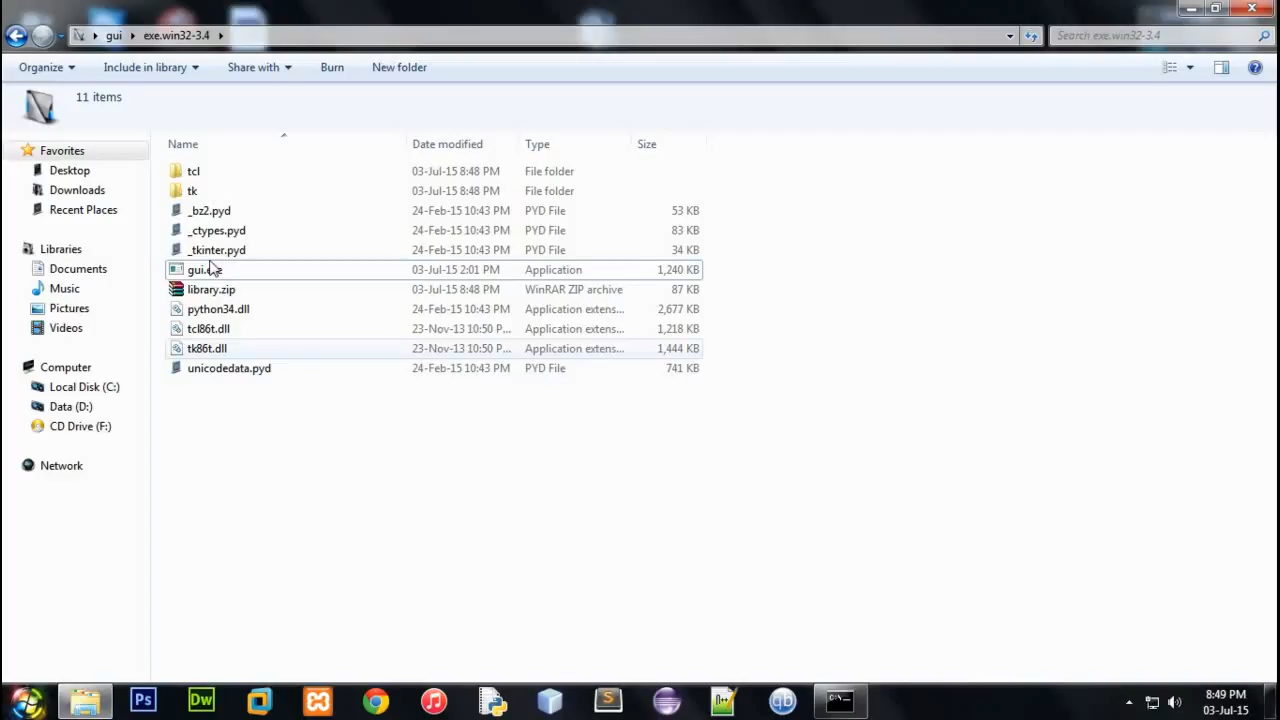 gui exe.win32-3.4 Search exe.win32-3.4
Organize Include in library Share with Burn New folder
11 items
Name Date modified Type Size
Favorites
Desktop
Downloads
Recent Places
Libraries
Documents
Music
Pictures
Videos
Computer
Local Disk (C:)
Data (D:)
CD Drive (F:)
Network
tcl 03-Jul-15 8:48 PM File folder
tk 03-Jul-15 8:48 PM File folder
_bz2.pyd 24-Feb-15 10:43 PM PYD File 53 KB
_ctypes.pyd 24-Feb-15 10:43 PM PYD File 83 KB
_tkinter.pyd 24-Feb-15 10:43 PM PYD File 34 KB
gui.exe 03-Jul-15 2:01 PM Application 1,240 KB
library.zip 03-Jul-15 8:48 PM WinRAR ZIP archive 87 KB
python34.dll 24-Feb-15 10:43 PM Application extens... 2,677 KB
tcl86t.dll 23-Nov-13 10:50 P... Application extens... 1,218 KB
tk86t.dll 23-Nov-13 10:50 P... Application extens... 1,444 KB
unicodedata.pyd 24-Feb-15 10:43 PM PYD File 741 KB
Ps Dw S qb
8:49 PM
03-Jul-15